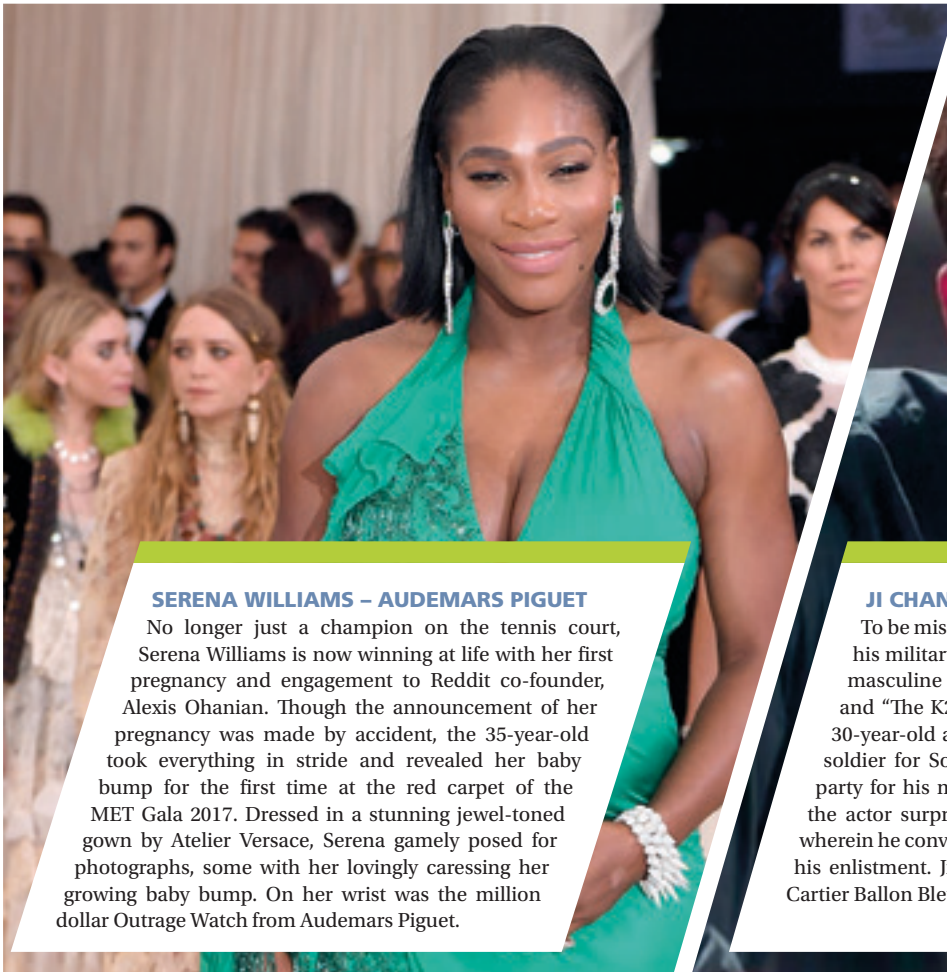 SERENA WILLIAMS – AUDEMARS PIGUET
No longer just a champion on the tennis court,
Serena Williams is now winning at life with her first
pregnancy and engagement to Reddit co-founder,
Alexis Ohanian. Though the announcement of her
pregnancy was made by accident, the 35-year-old
took everything in stride and revealed her baby
bump for the first time at the red carpet of the
MET Gala 2017. Dressed in a stunning jewel-toned
gown by Atelier Versace, Serena gamely posed for
photographs, some with her lovingly caressing her
growing baby bump. On her wrist was the million
dollar Outrage Watch from Audemars Piguet.
JI CHAN
To be mis
his militar
masculine
and “The K2
30-year-old a
soldier for So
party for his n
the actor surpr
wherein he conv
his enlistment. J
Cartier Ballon Ble